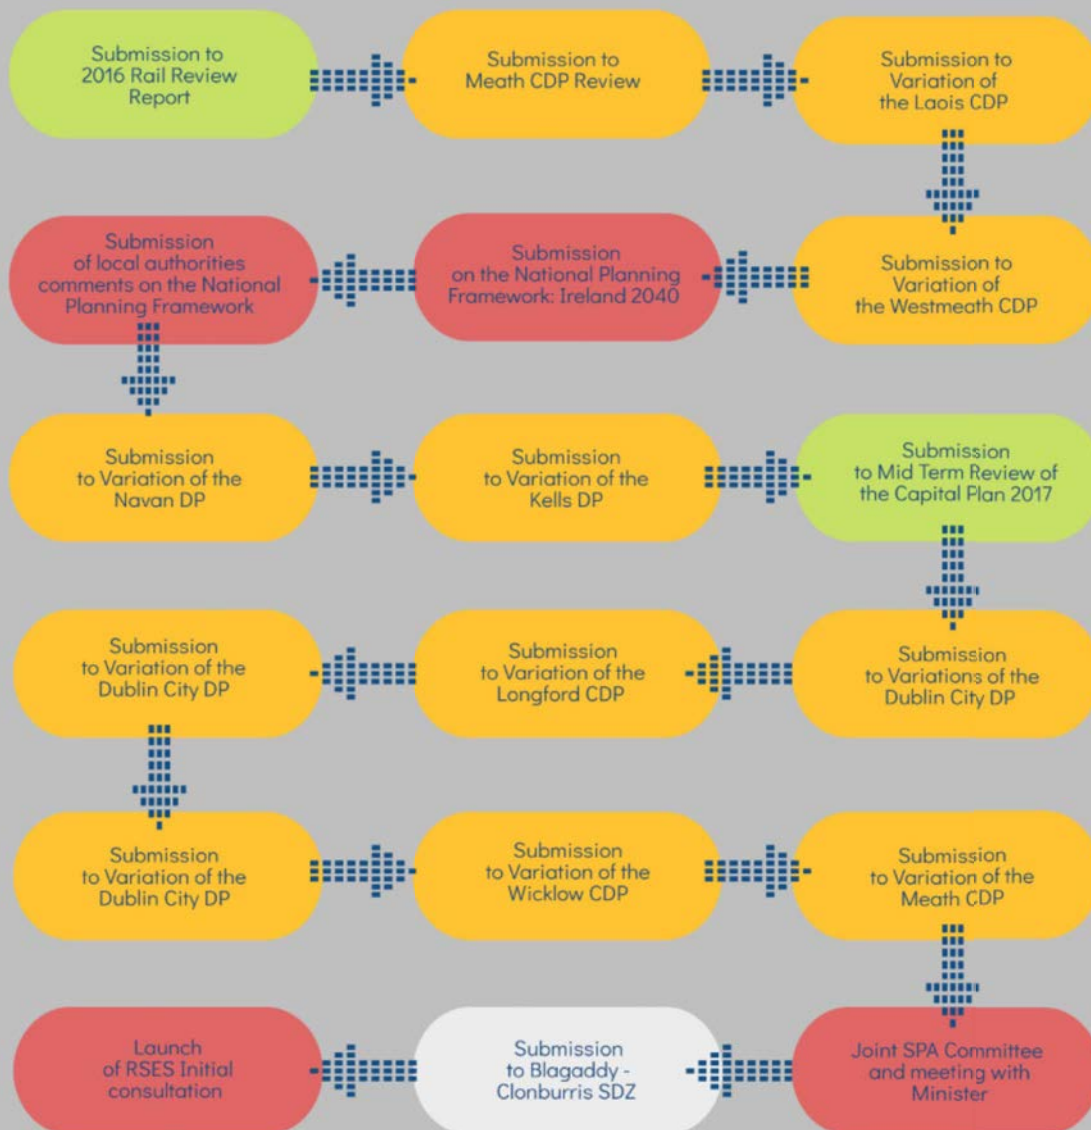 Submission to
2016 Rail Review
Report
Submission to
Meath CDP Review
Submission to
Variation of
the Laois CDP
Submission
of local authorities
comments on the National
Planning Framework
Submission
on the National Planning
Framework: Ireland 2040
Submission to
Variation of
the Westmeath CDP
Submission
to Variation of the
Navan DP
Submission
to Variation of the
Kells DP
Submission
to Mid Term Review of
the Capital Plan 2017
Submission
to Variation of the
Dublin City DP
Submission
to Variation of the
Longford CDP
Submission
to Variations of the
Dublin City DP
Submission
to Variation of the
Dublin City DP
Submission
to Variation of the
Wicklow CDP
Submission
to Variation of the
Meath CDP
Launch
of RSES Initial
consultation
Submission
to Blagaddy -
Clonburris SDZ
Joint SPA Committee
and meeting with
Minister